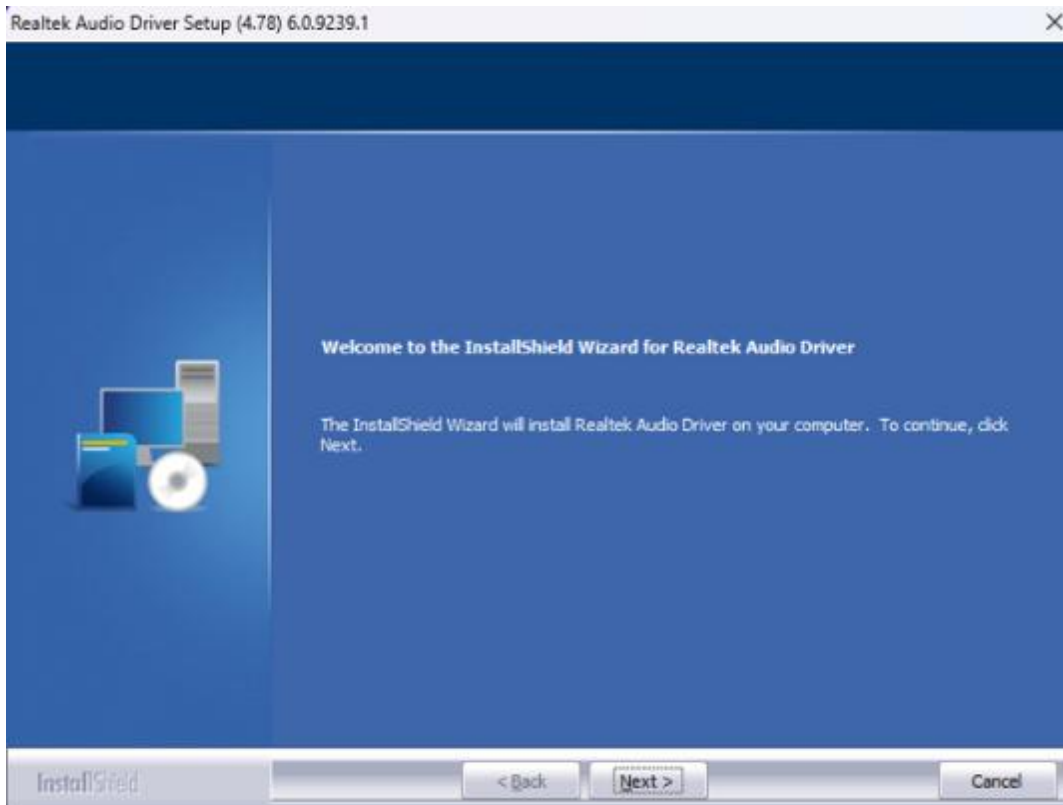 Realtek Audio Driver Setup (4.78) 6.0.9239.1
Welcome to the InstallShield Wizard for Realtek Audio Driver
The InstallShield Wizard will install Realtek Audio Driver on your computer. To continue, click
Next.
InstallShield
< Back
Next >
Cancel